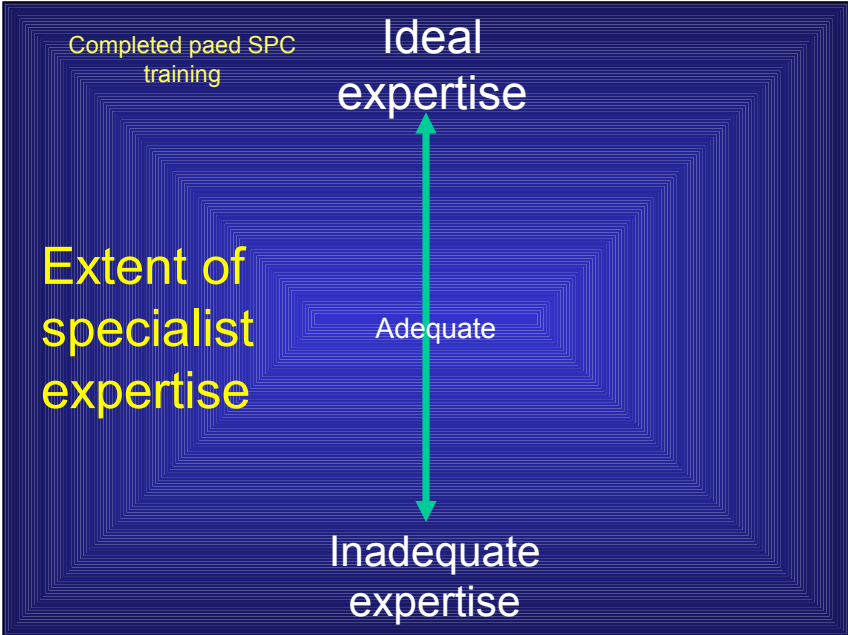 Completed paed SPC
training
Ideal
expertise
Extent of
specialist
expertise
Adequate
Inadequate
expertise